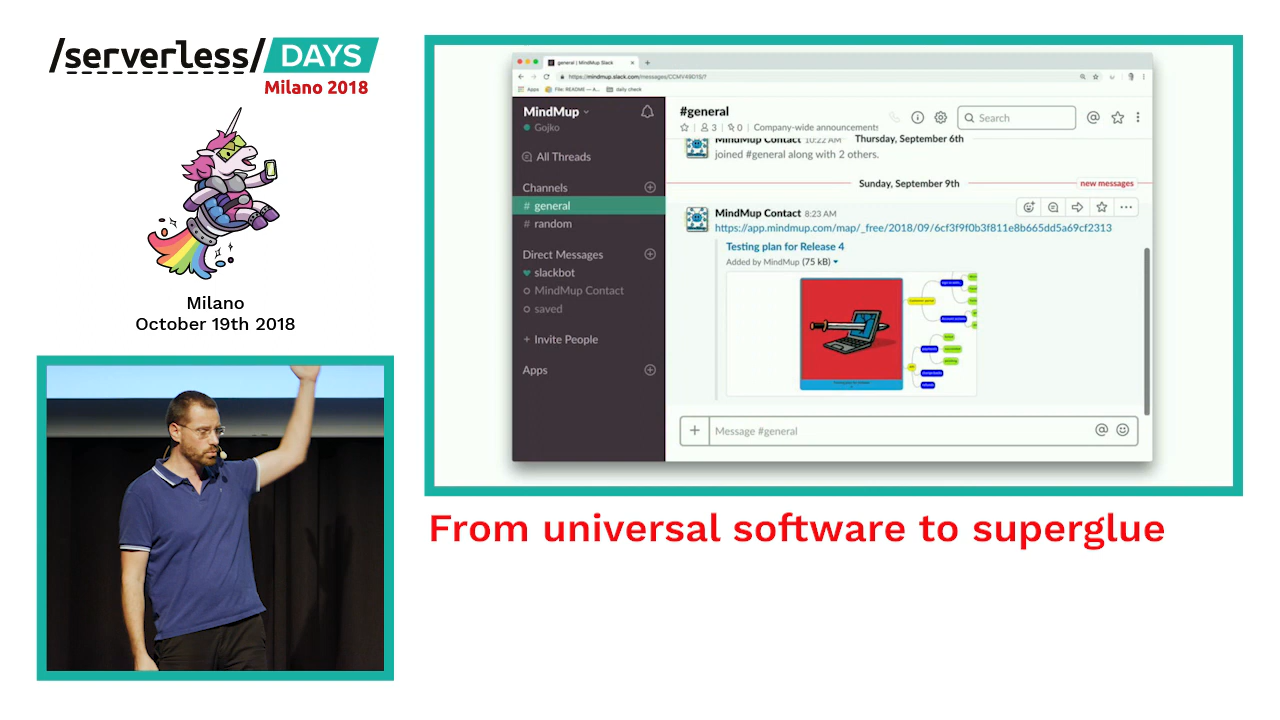 /serverless/ DAYS
Milano 2018
Milano
October 19th 2018
general | MindMup Slack
https://mindmup.slack.com/messages/CCMV49D15/?
Apps
File: README — A...
daily check
MindMup
Gojko
All Threads
Channels
# general
# random
Direct Messages
slackbot
MindMup Contact
saved
+ Invite People
Apps
#general
3
0
Company-wide announcements
Search
MindMup Contact 10:22 AM
Thursday, September 6th
joined #general along with 2 others.
Sunday, September 9th
new messages
MindMup Contact 8:23 AM
https://app.mindmup.com/map/_free/2018/09/6cf3f9f0b3f811e8b665dd5a69cf2313
Testing plan for Release 4
Added by MindMup (75 kB)
Message #general
From universal software to superglue